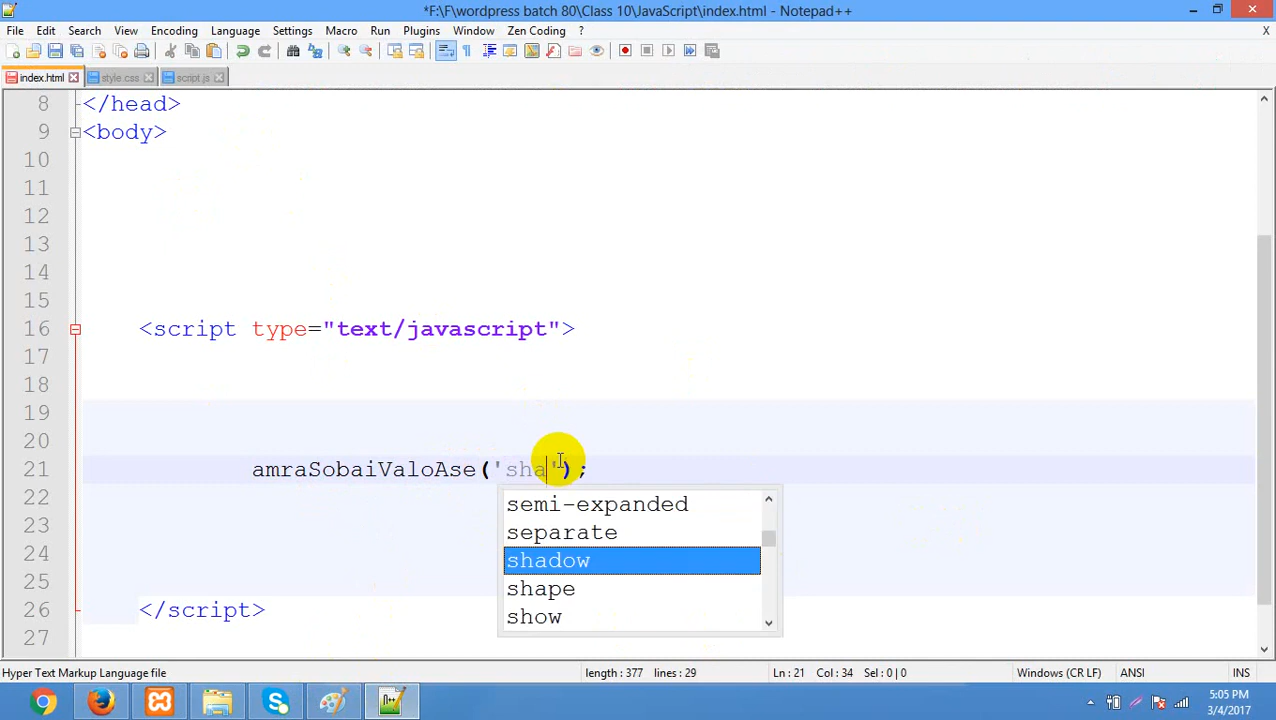 *F:\F\wordpress batch 80\Class 10\JavaScript\index.html - Notepad++
File Edit Search View Encoding Language Settings Macro Run Plugins Window Zen Coding ? X
index.html style.css script.js
8 </head>
9 <body>
10
11
12
13
14
15
16 <script type="text/javascript">
17
18
19
20
21 amraSobaiValoAse('sha');
22
semi-expanded
23
separate
24
shadow
25
shape
26 </script>
show
27
Hyper Text Markup Language file length : 377 lines : 29 Ln : 21 Col : 34 Sel : 0 | 0 Windows (CR LF) ANSI INS
5:05 PM
3/4/2017